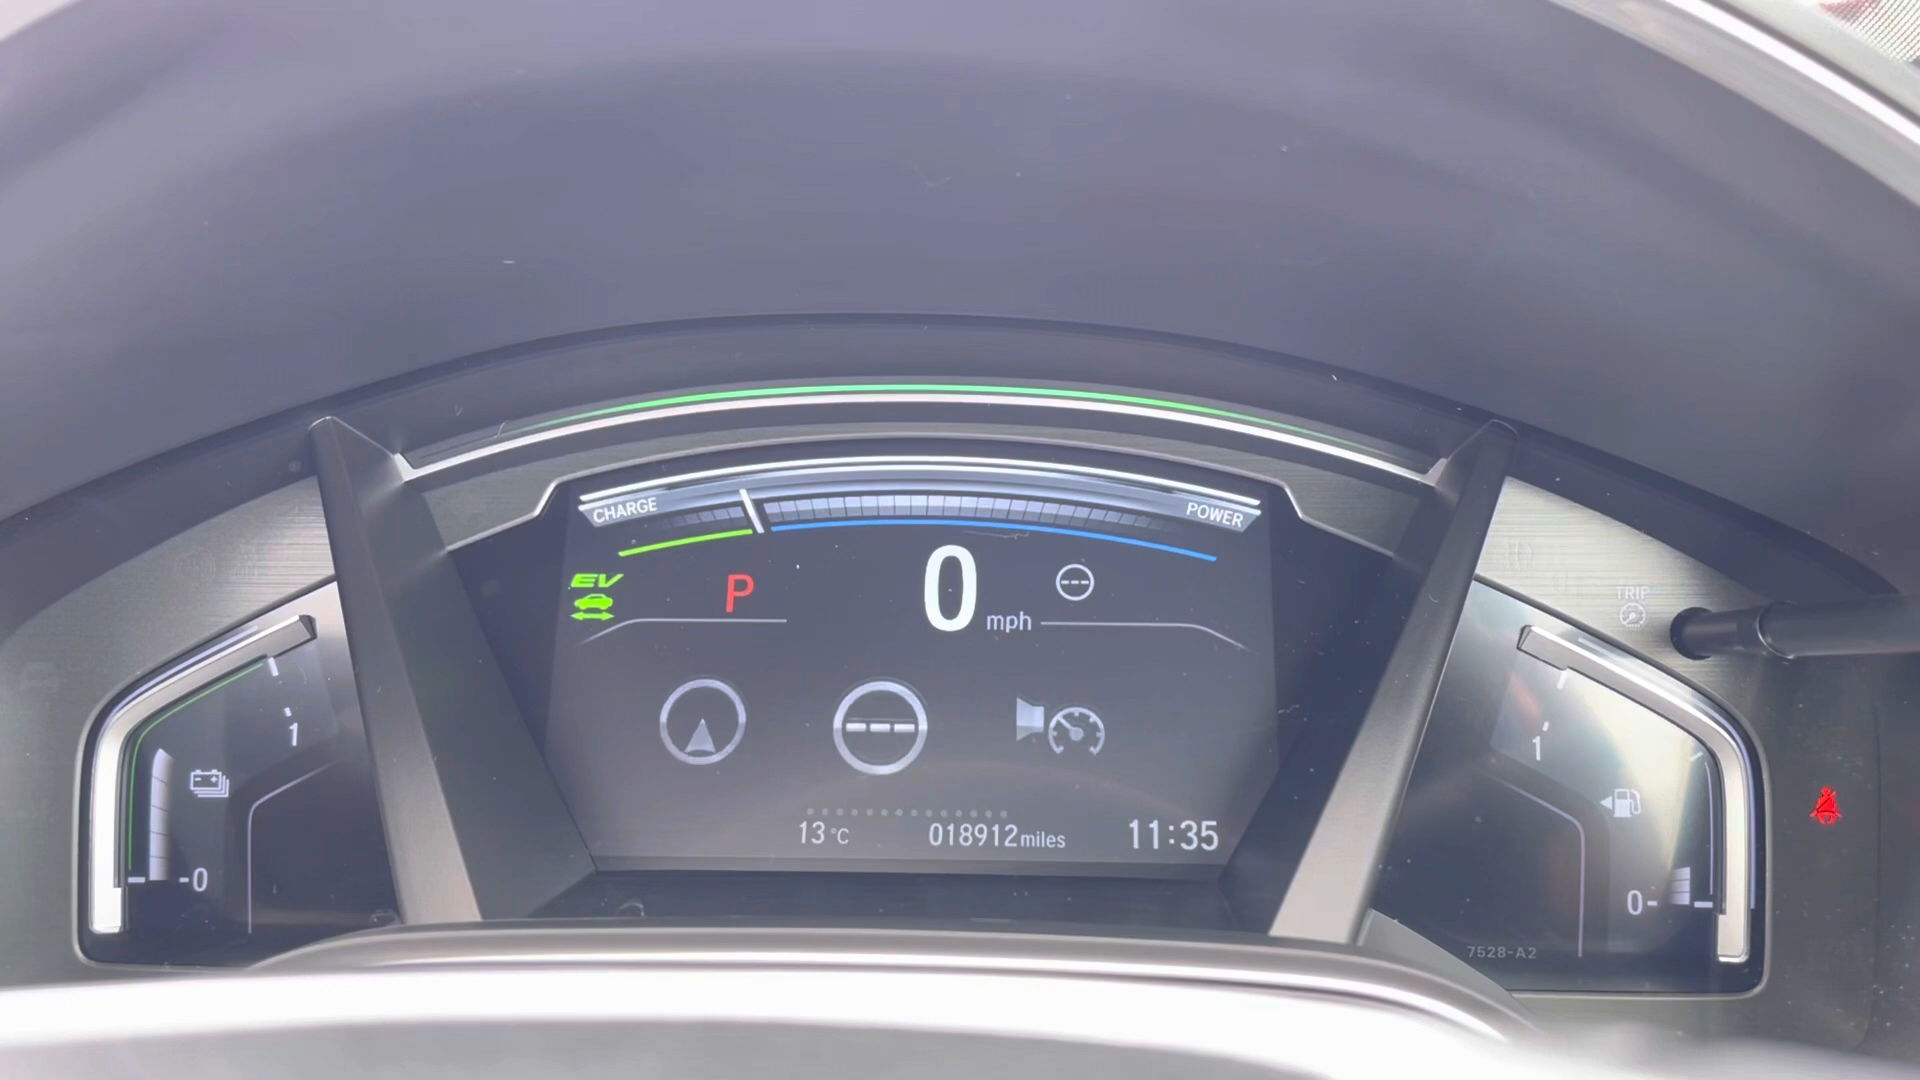 CHARGE
POWER
EV
P
0 mph
TRIP
1
1
0
0
13°C
018912miles
11:35
7528-A2